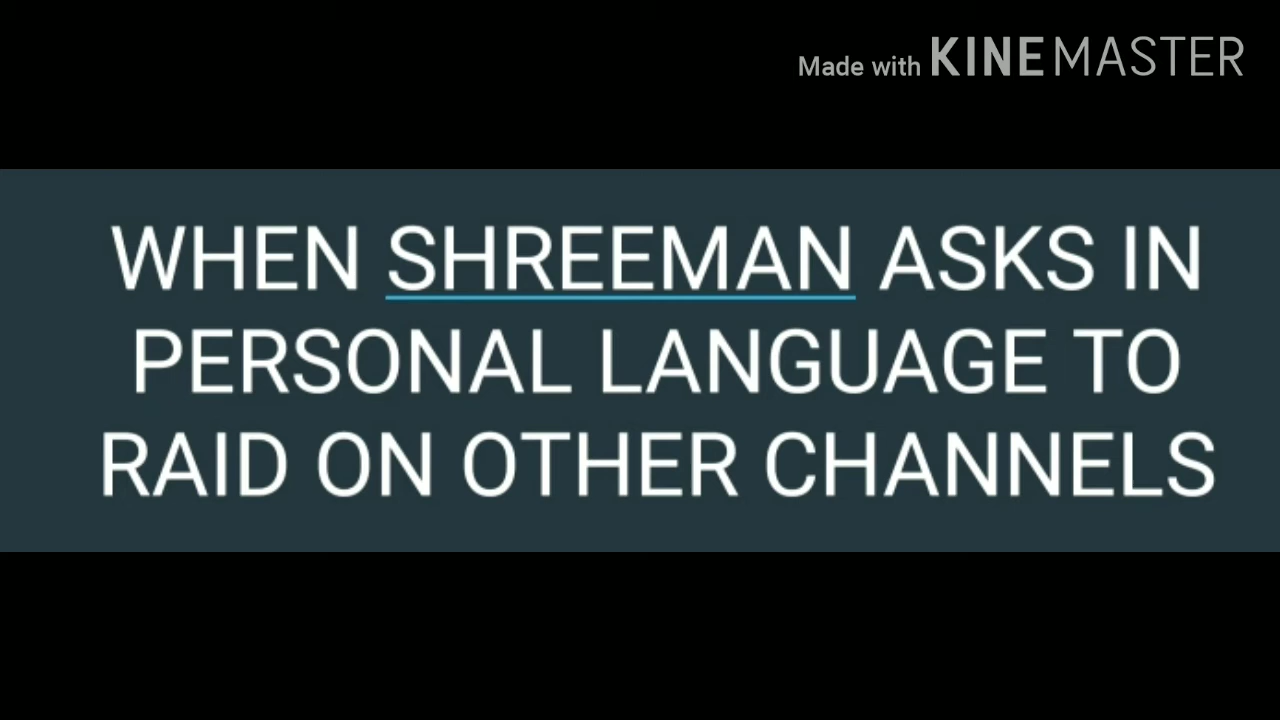 Made with KINEMASTER
WHEN SHREEMAN ASKS IN
PERSONAL LANGUAGE TO
RAID ON OTHER CHANNELS